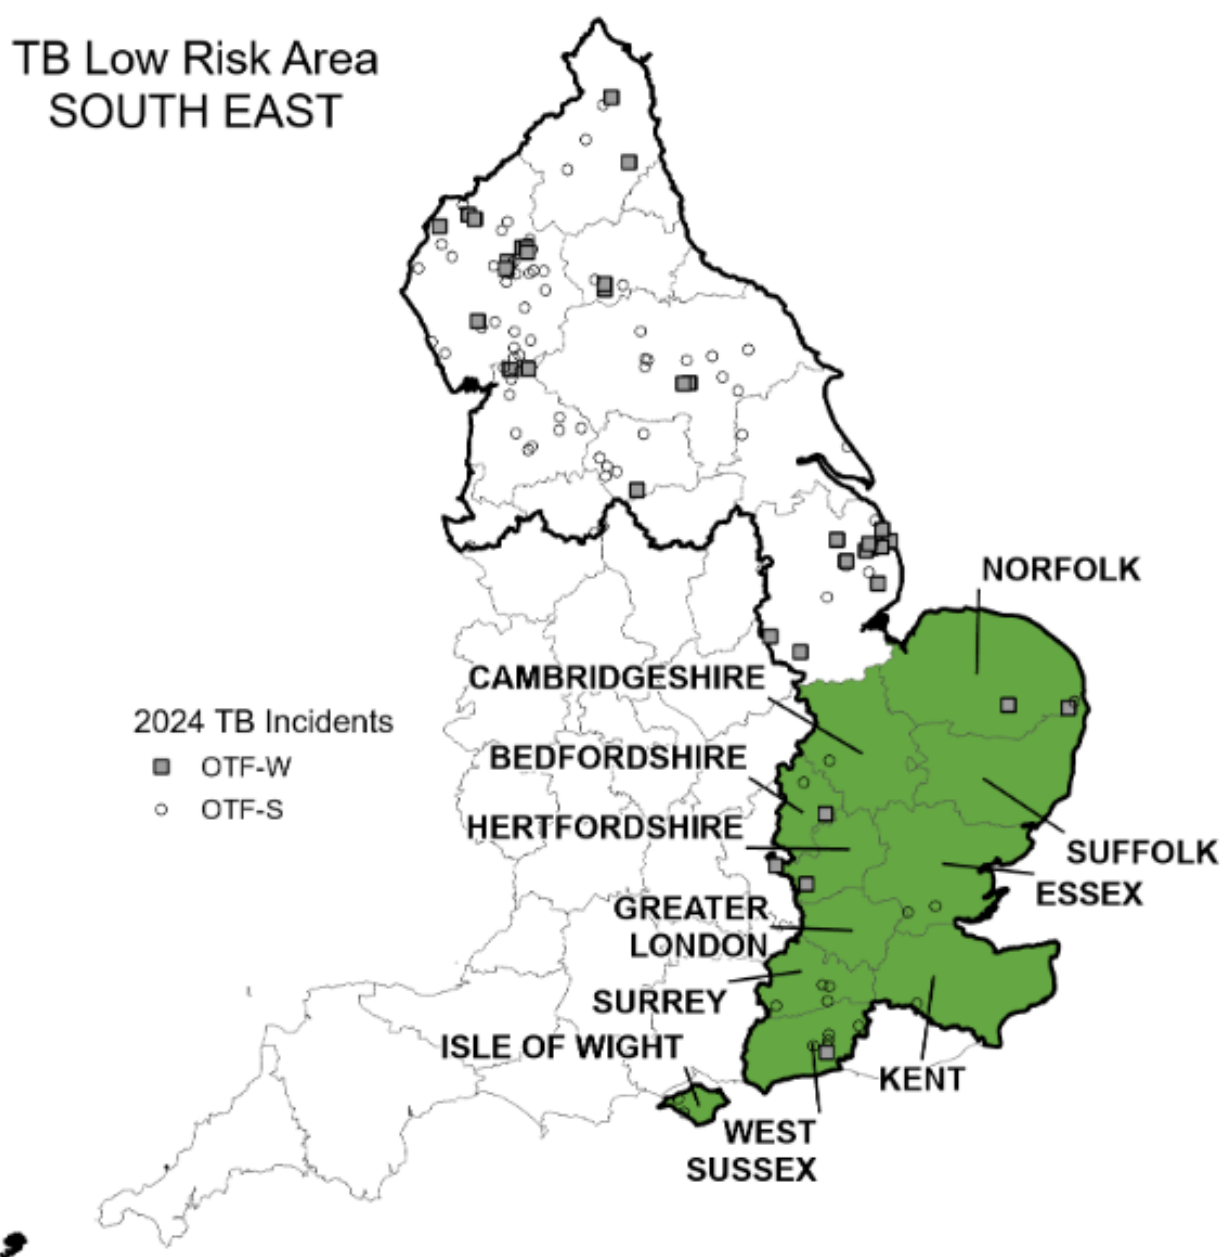 TB Low Risk Area
SOUTH EAST
NORFOLK
CAMBRIDGESHIRE
2024 TB Incidents
OTF-W
OTF-S
BEDFORDSHIRE
HERTFORDSHIRE
SUFFOLK
ESSEX
GREATER
LONDON
SURREY
ISLE OF WIGHT
KENT
WEST
SUSSEX